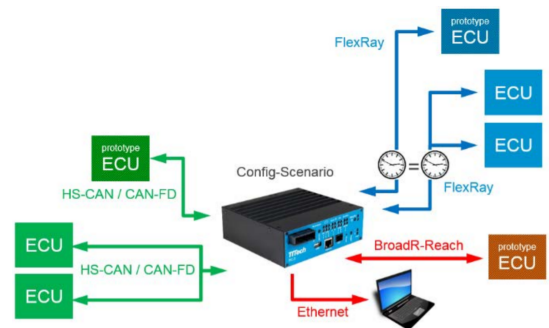 prototype
ECU
FlexRay
ECU
prototype
ECU
ECU
Config-Scenario
=
HS-CAN / CAN-FD
FlexRay
ECU
HS-CAN / CAN-FD
BroadR-Reach
prototype
ECU
ECU
Ethernet
TTTech